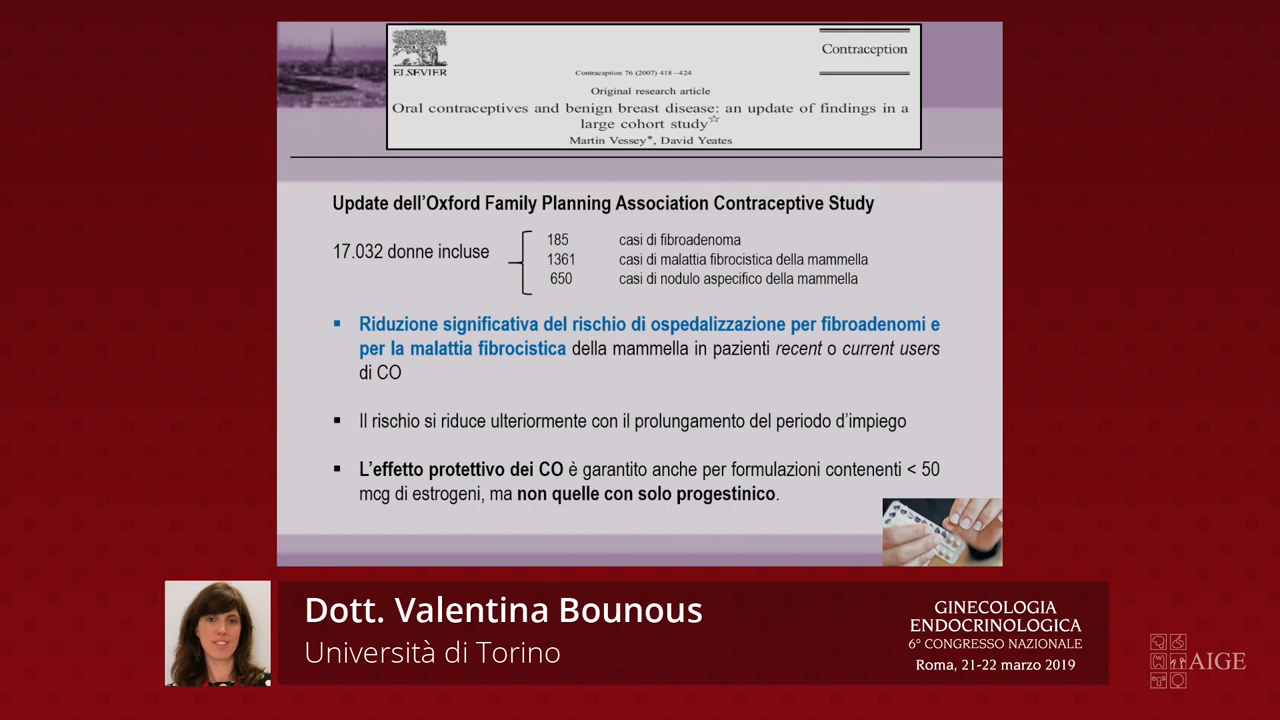 ELSEVIER
Contraception
Contraception 76 (2007) 418–424
Original research article
Oral contraceptives and benign breast disease: an update of findings in a
large cohort study☆
Martin Vessey*, David Yeates
Update dell'Oxford Family Planning Association Contraceptive Study
17.032 donne incluse
185 casi di fibroadenoma
1361 casi di malattia fibrocistica della mammella
650 casi di nodulo aspecifico della mammella
▪ Riduzione significativa del rischio di ospedalizzazione per fibroadenomi e
per la malattia fibrocistica della mammella in pazienti recent o current users
di CO
▪ Il rischio si riduce ulteriormente con il prolungamento del periodo d'impiego
▪ L'effetto protettivo dei CO è garantito anche per formulazioni contenenti < 50
mcg di estrogeni, ma non quelle con solo progestinico.
Dott. Valentina Bounous
Università di Torino
GINECOLOGIA
ENDOCRINOLOGICA
6° CONGRESSO NAZIONALE
Roma, 21-22 marzo 2019
AIGE